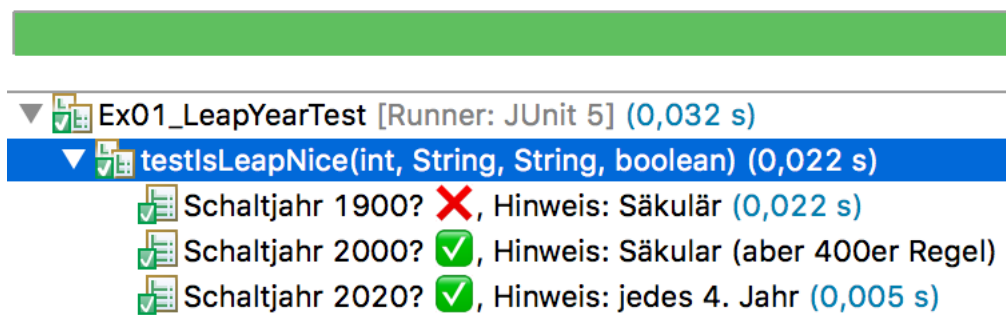 Ex01_LeapYearTest [Runner: JUnit 5] (0,032 s)
testIsLeapNice(int, String, String, boolean) (0,022 s)
Schaltjahr 1900? ❌, Hinweis: Säkulär (0,022 s)
Schaltjahr 2000? ✅, Hinweis: Säkular (aber 400er Regel)
Schaltjahr 2020? ✅, Hinweis: jedes 4. Jahr (0,005 s)